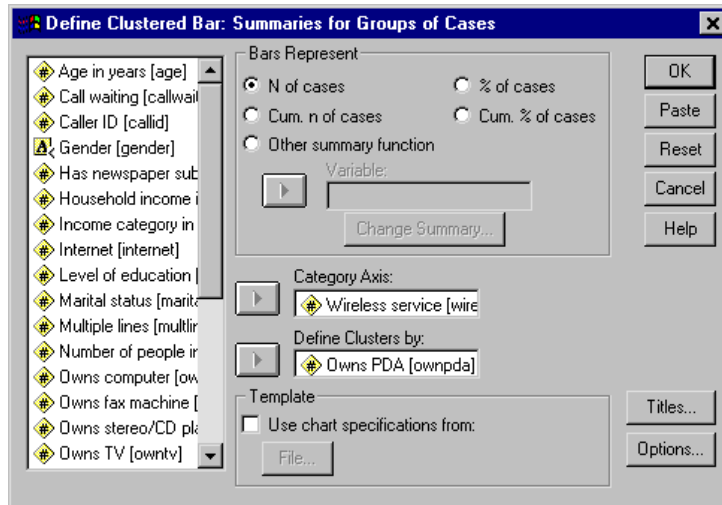 Define Clustered Bar: Summaries for Groups of Cases
Age in years [age]
Call waiting [callwait
Caller ID [callid]
Gender [gender]
Has newspaper sub
Household income i
Income category in
Internet [internet]
Level of education [
Marital status [marita
Multiple lines [multlin
Number of people in
Owns computer [ow
Owns fax machine [
Owns stereo/CD pla
Owns TV [owntv]
Bars Represent
N of cases
% of cases
Cum. n of cases
Cum. % of cases
Other summary function
Variable:
Change Summary...
Category Axis:
Wireless service [wire
Define Clusters by:
Owns PDA [ownpda]
Template
Use chart specifications from:
File...
OK
Paste
Reset
Cancel
Help
Titles...
Options...